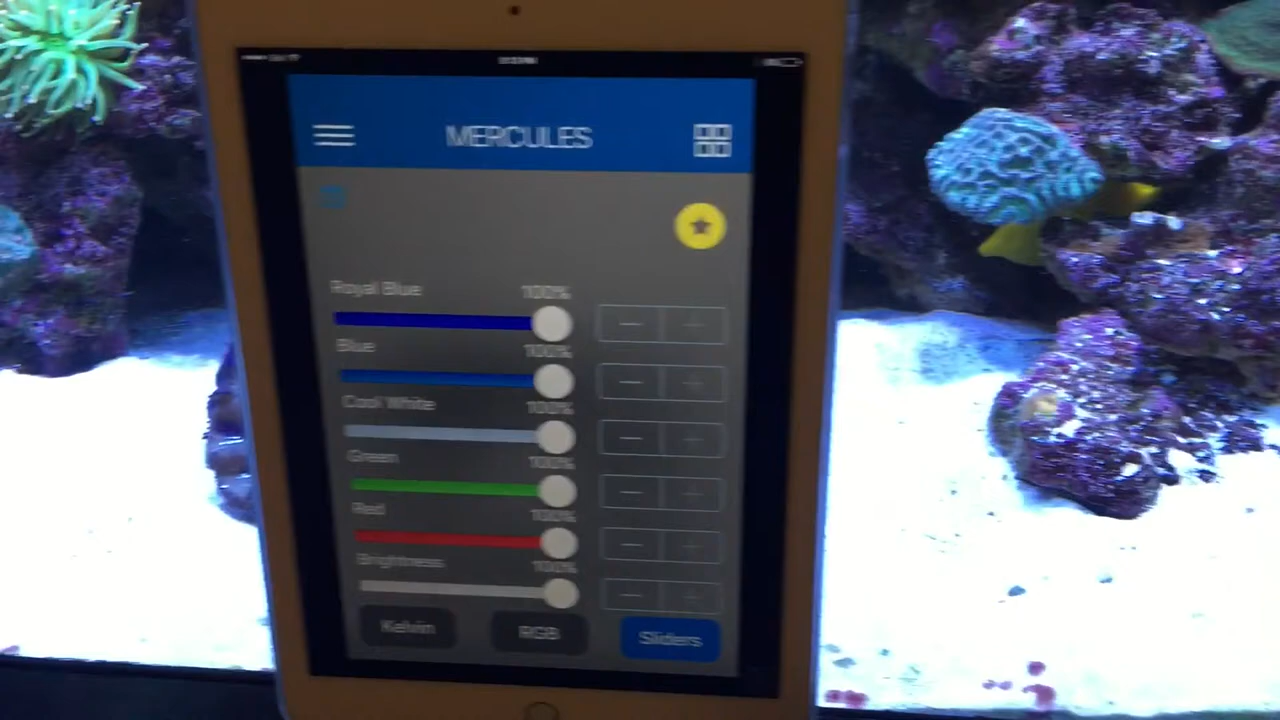 MERCULES
Royal Blue 100%
Blue 100%
Cool White 100%
Green 100%
Red 100%
Brightness 100%
Kelvin RGB Sliders